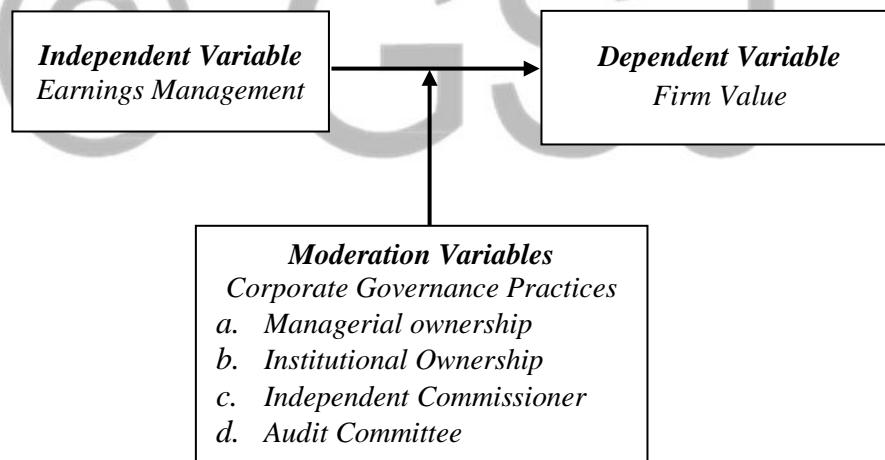 © GSJ
Independent Variable
Earnings Management
Dependent Variable
Firm Value
Moderation Variables
Corporate Governance Practices
a. Managerial ownership
b. Institutional Ownership
c. Independent Commissioner
d. Audit Committee